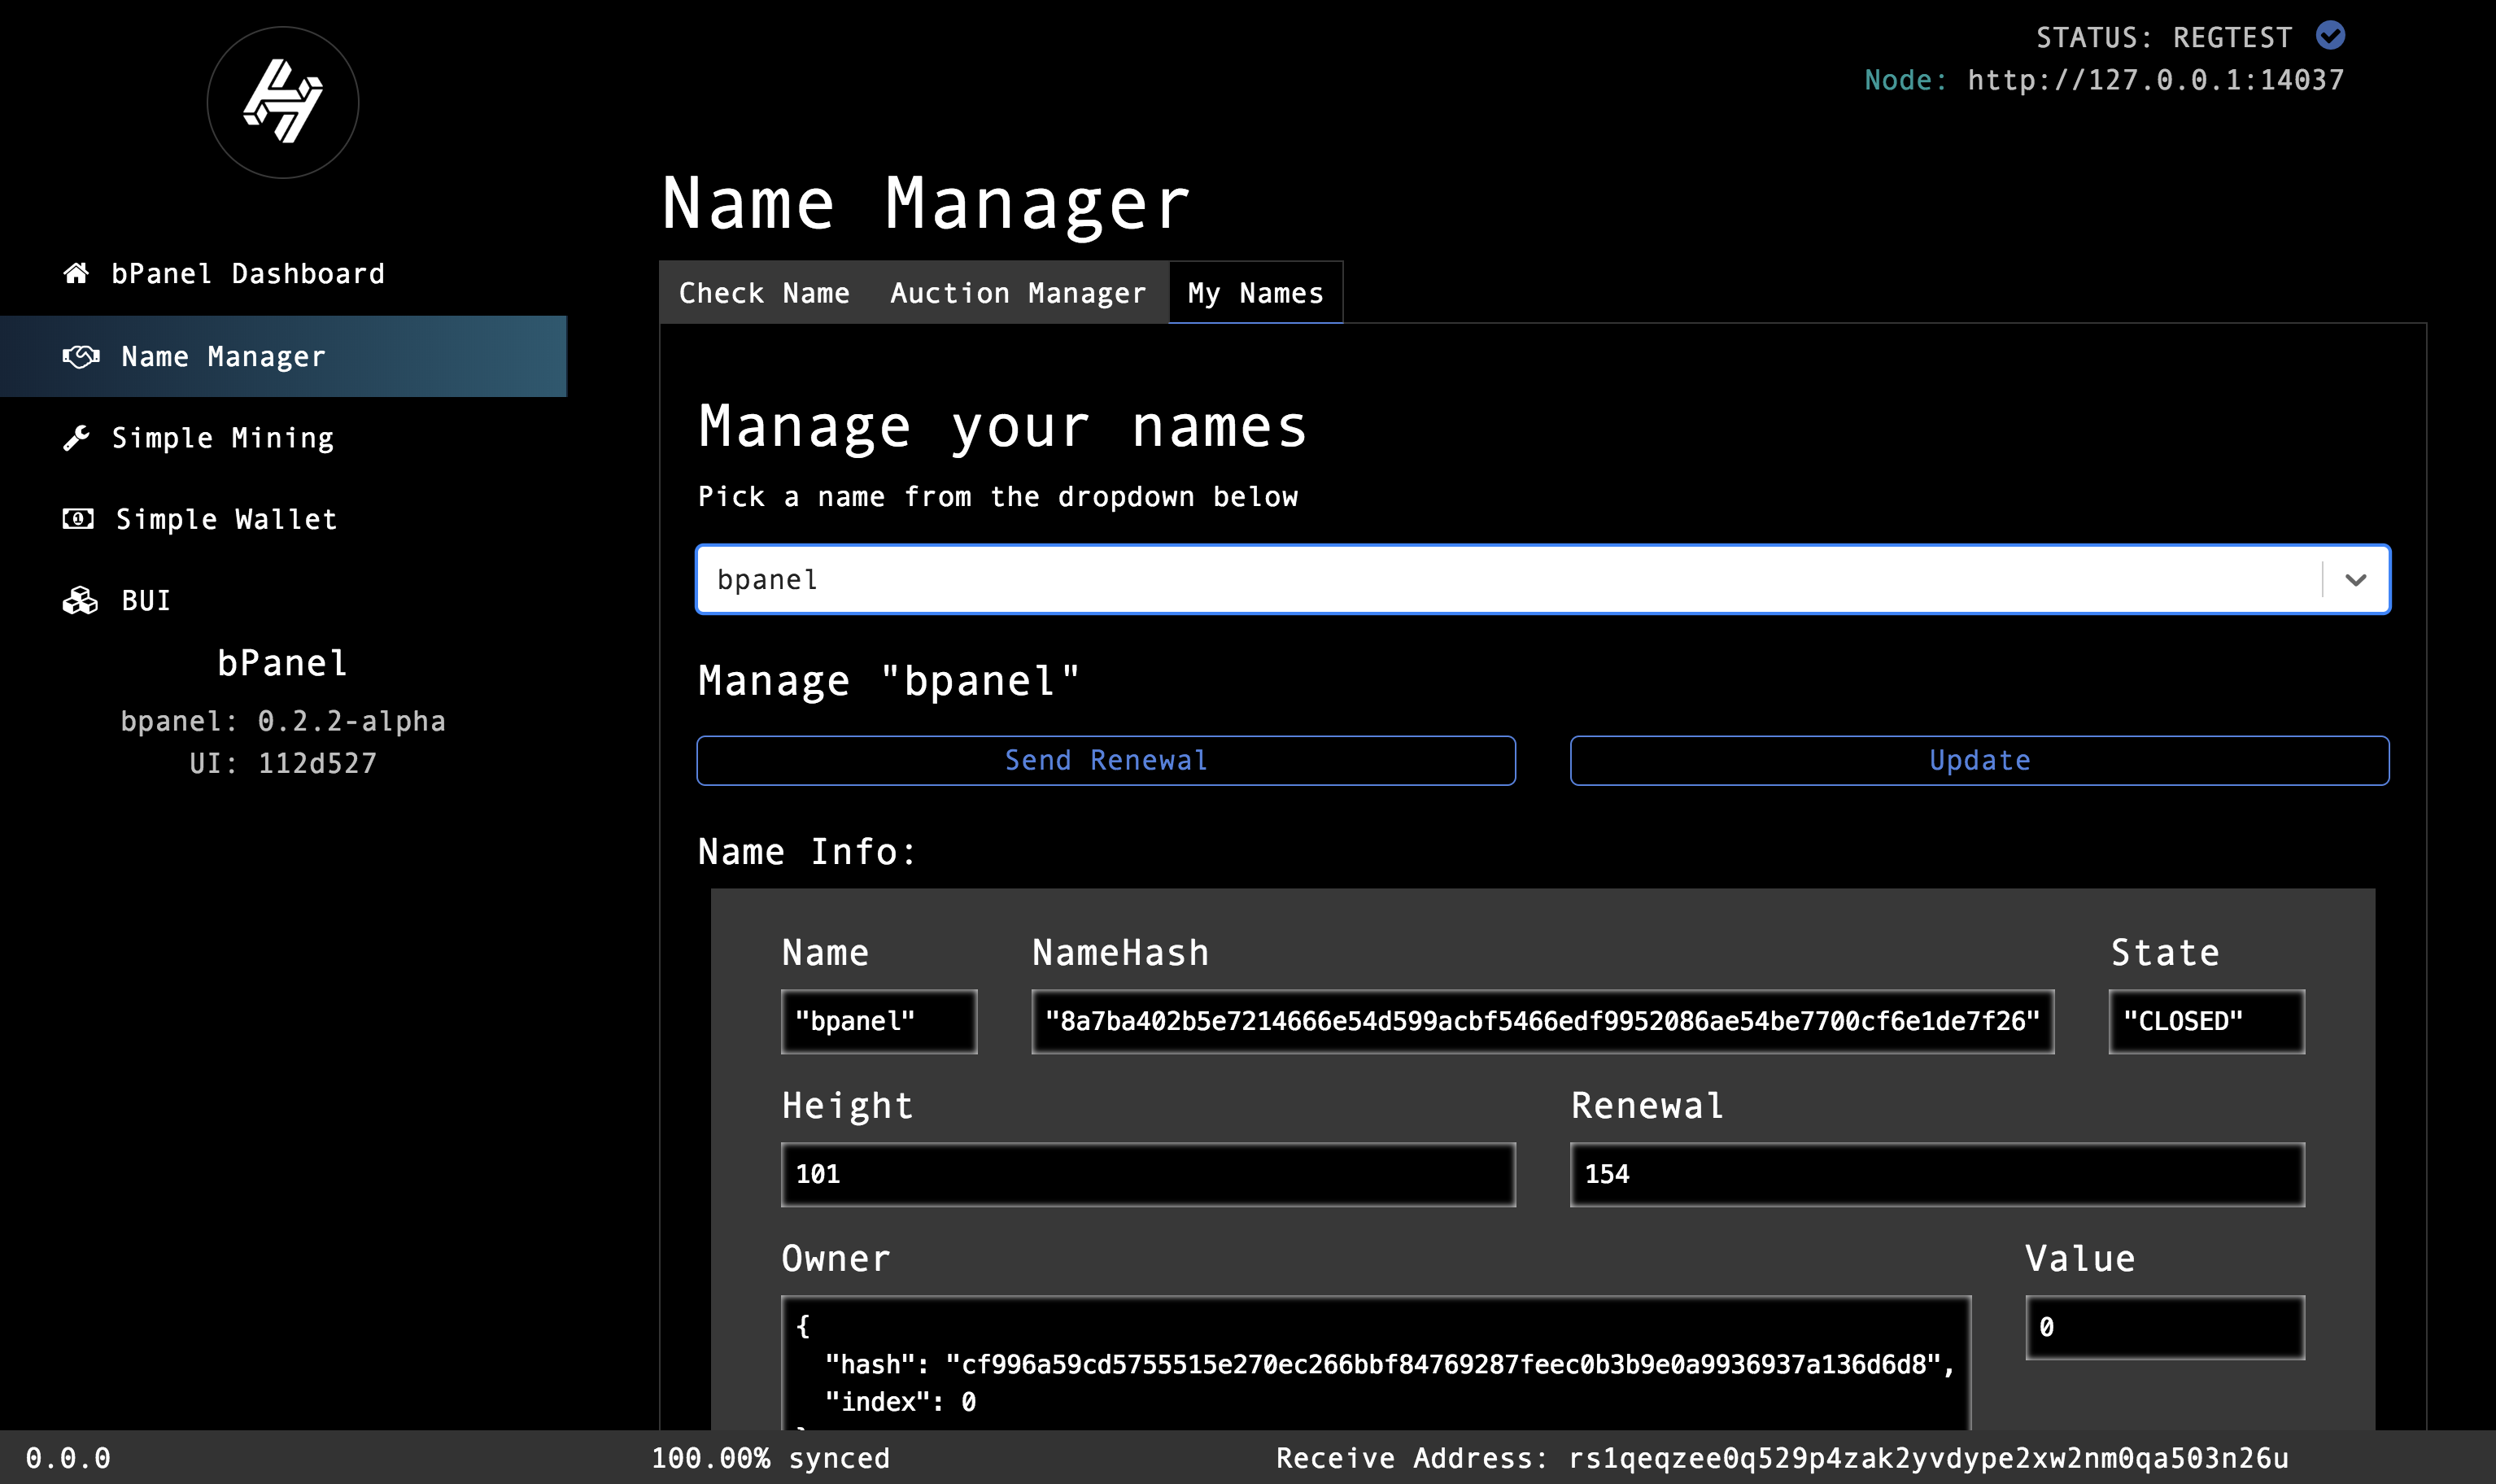 STATUS: REGTEST
Node: http://127.0.0.1:14037
bPanel Dashboard
Name Manager
Simple Mining
Simple Wallet
BUI
bPanel
bpanel: 0.2.2-alpha
UI: 112d527
Name Manager
Check Name Auction Manager My Names
Manage your names
Pick a name from the dropdown below
bpanel
Manage "bpanel"
Send Renewal Update
Name Info:
Name NameHash State
"bpanel" "8a7ba402b5e7214666e54d599acbf5466edf9952086ae54be7700cf6e1de7f26" "CLOSED"
Height Renewal
101 154
Owner Value
{ 0
"hash": "cf996a59cd5755515e270ec266bbf84769287feec0b3b9e0a9936937a136d6d8",
"index": 0
0.0.0 100.00% synced Receive Address: rs1qeqzee0q529p4zak2yvdype2xw2nm0qa503n26u